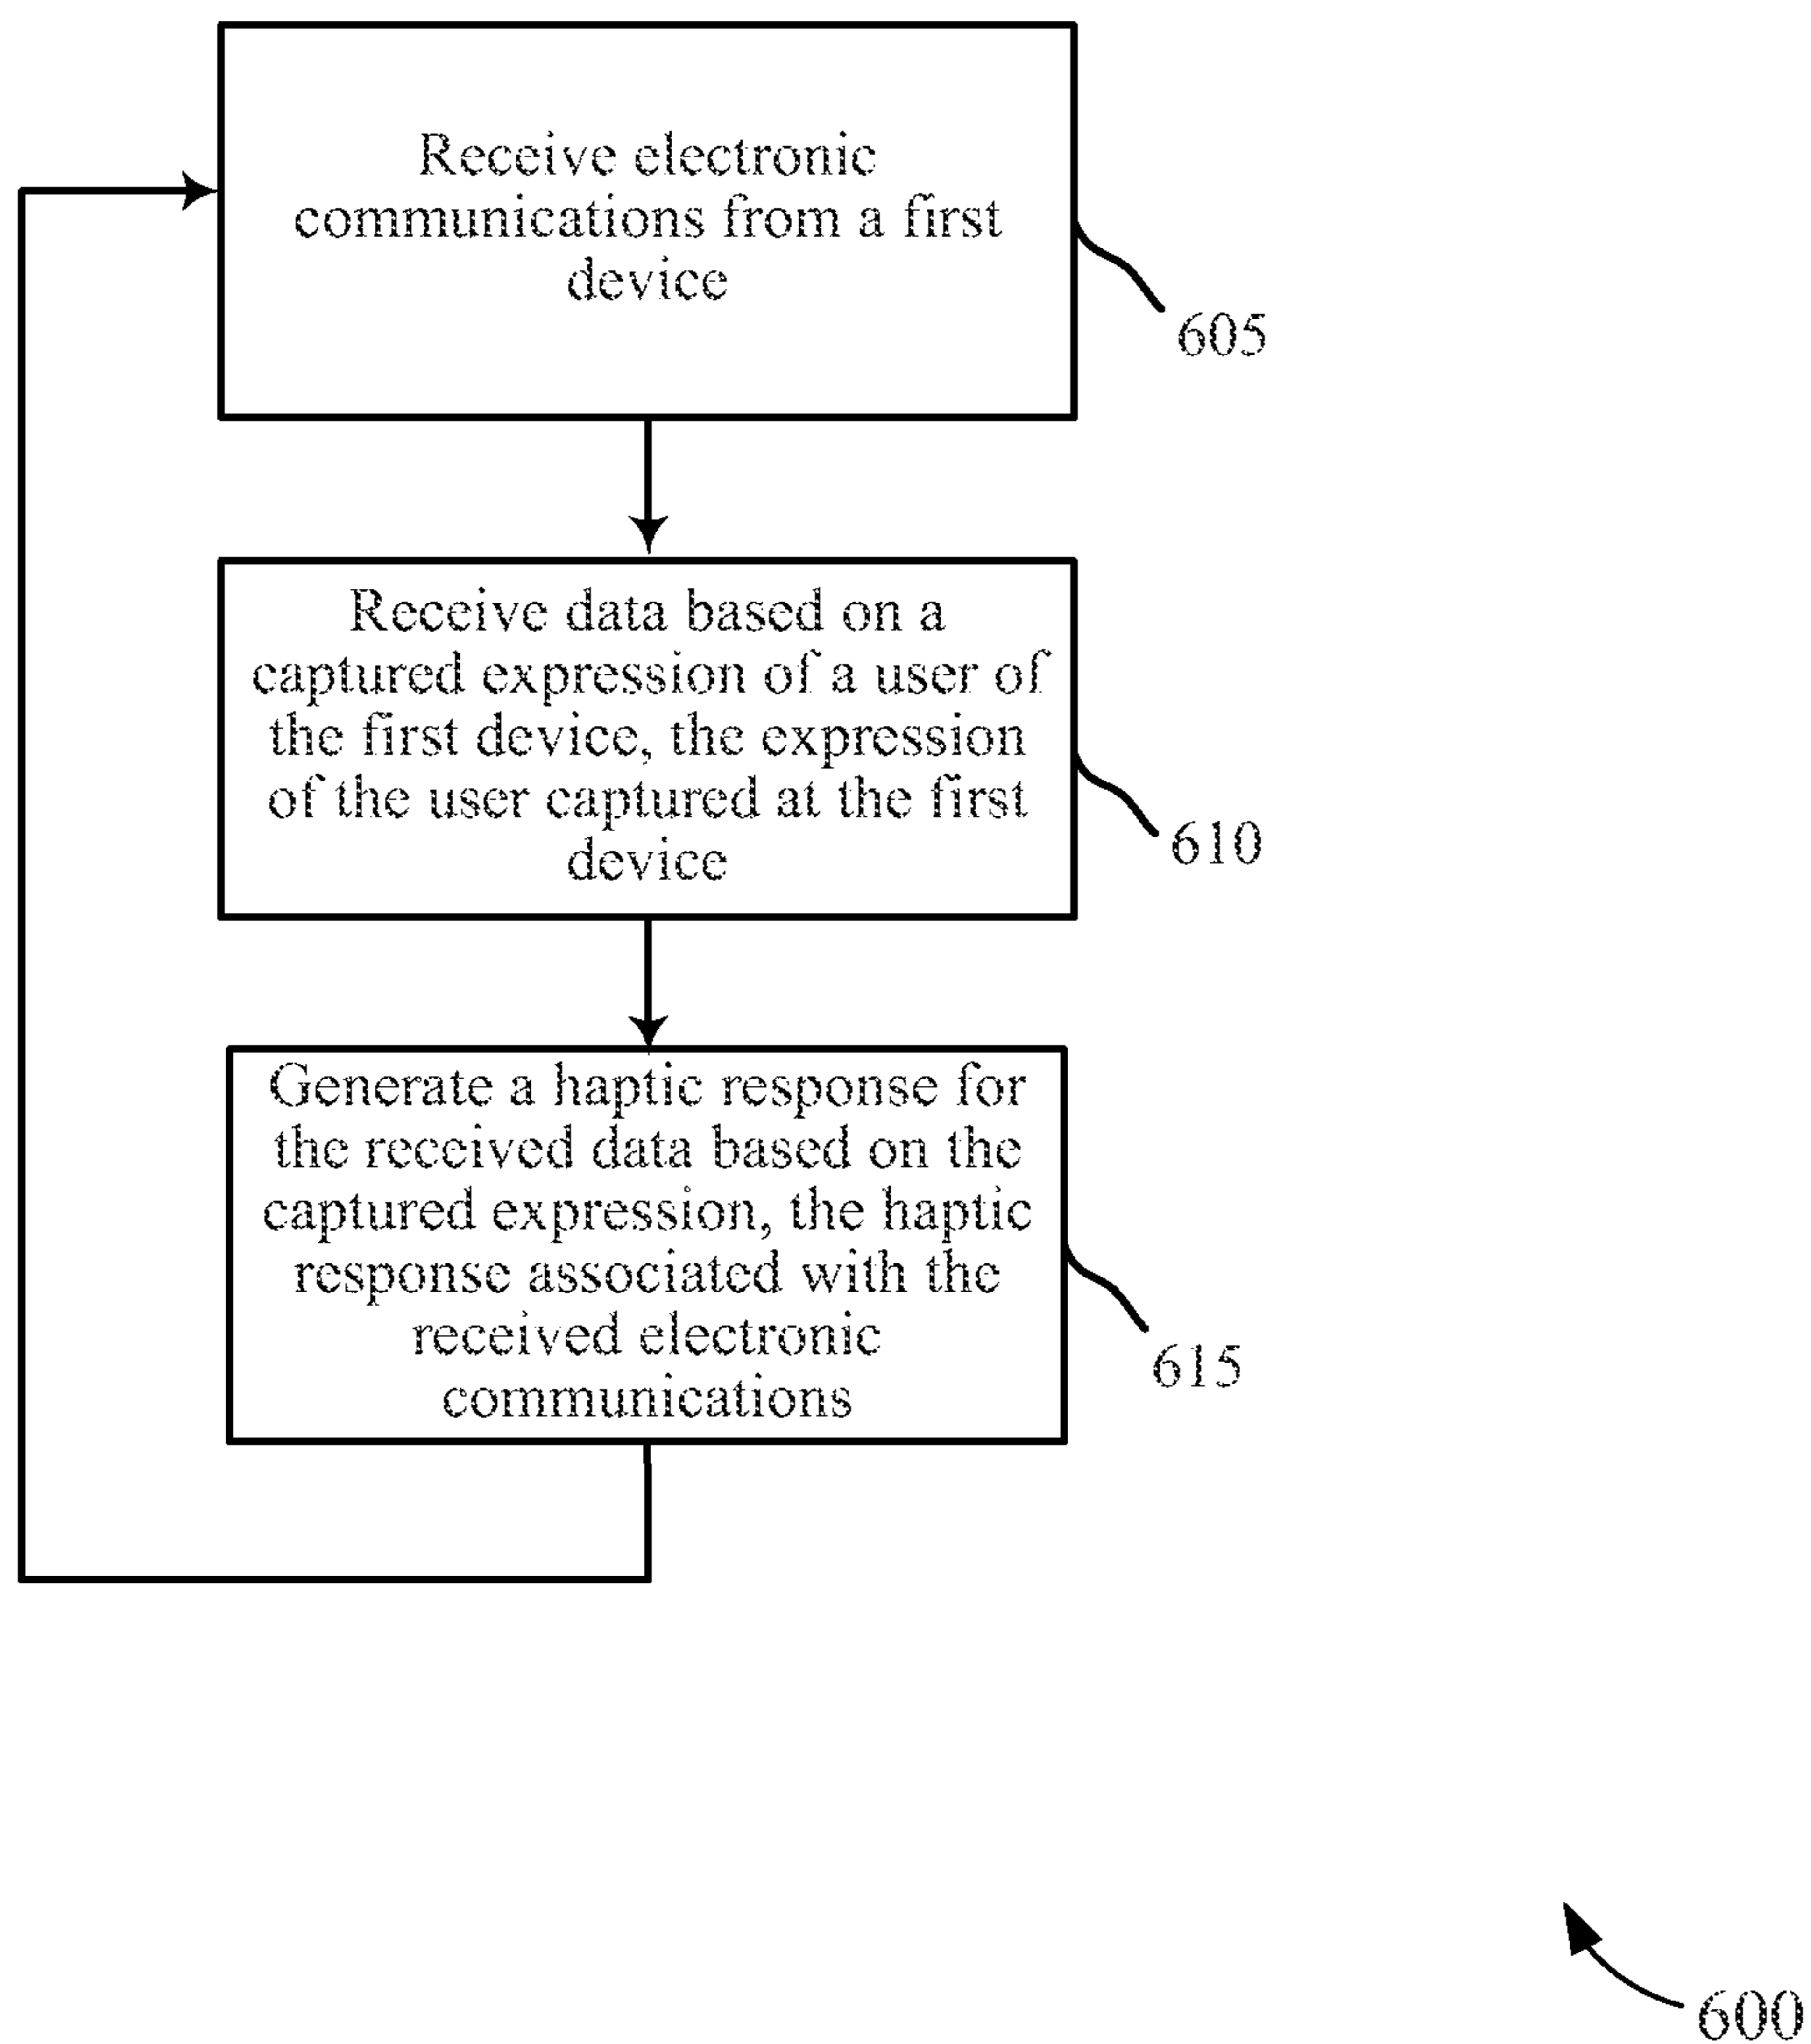 Receive electronic
communications from a first
device
605
Receive data based on a
captured expression of a user of
the first device, the expression
of the user captured at the first
device
610
Generate a haptic response for
the received data based on the
captured expression, the haptic
response associated with the
received electronic
communications
615
600